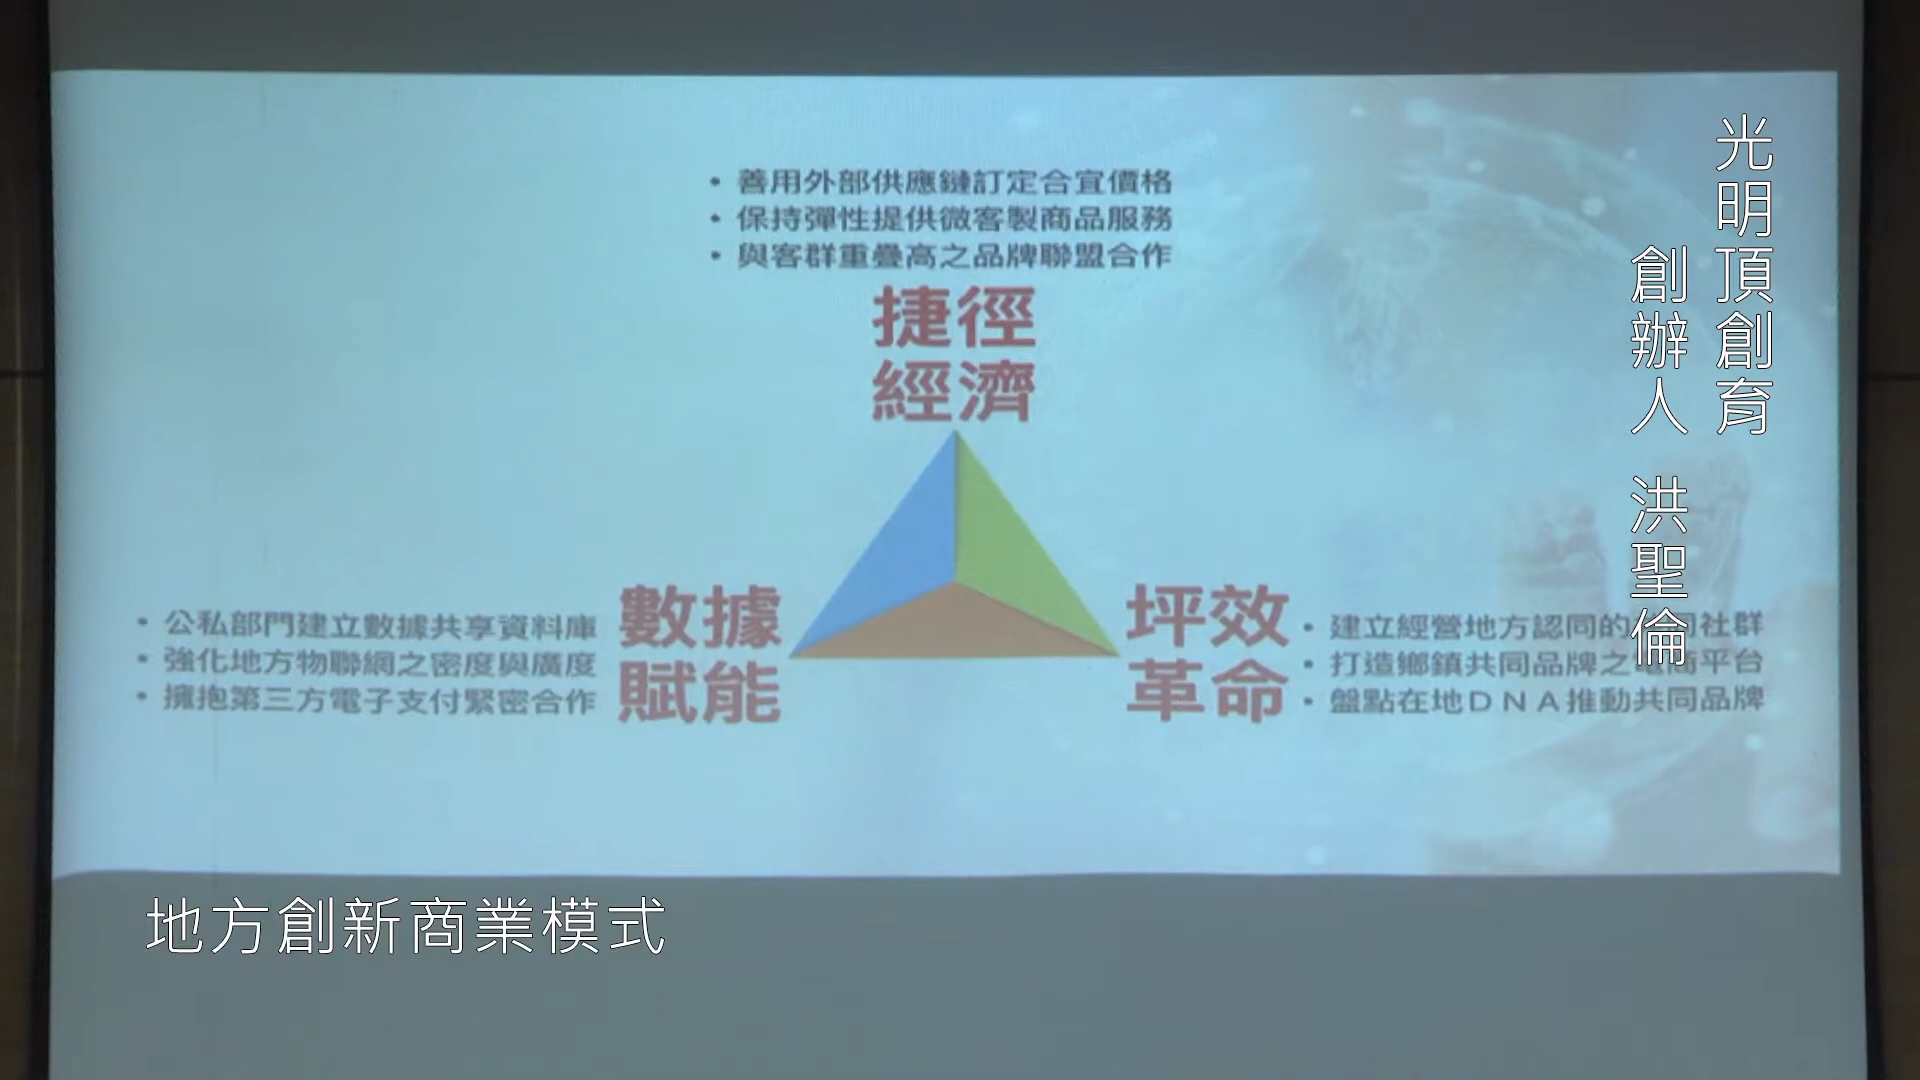 • 善用外部供應鏈訂定合宜價格
• 保持彈性提供微客製商品服務
• 與客群重疊高之品牌聯盟合作
捷徑
經濟
數據
賦能
• 公私部門建立數據共享資料庫
• 強化地方物聯網之密度與廣度
• 擁抱第三方電子支付緊密合作
坪效
革命
• 建立經營地方認同的同社群
• 打造鄉鎮共同品牌之電商平台
• 盤點在地DNA推動共同品牌
光明頂創育
創辦人 洪聖倫
地方創新商業模式